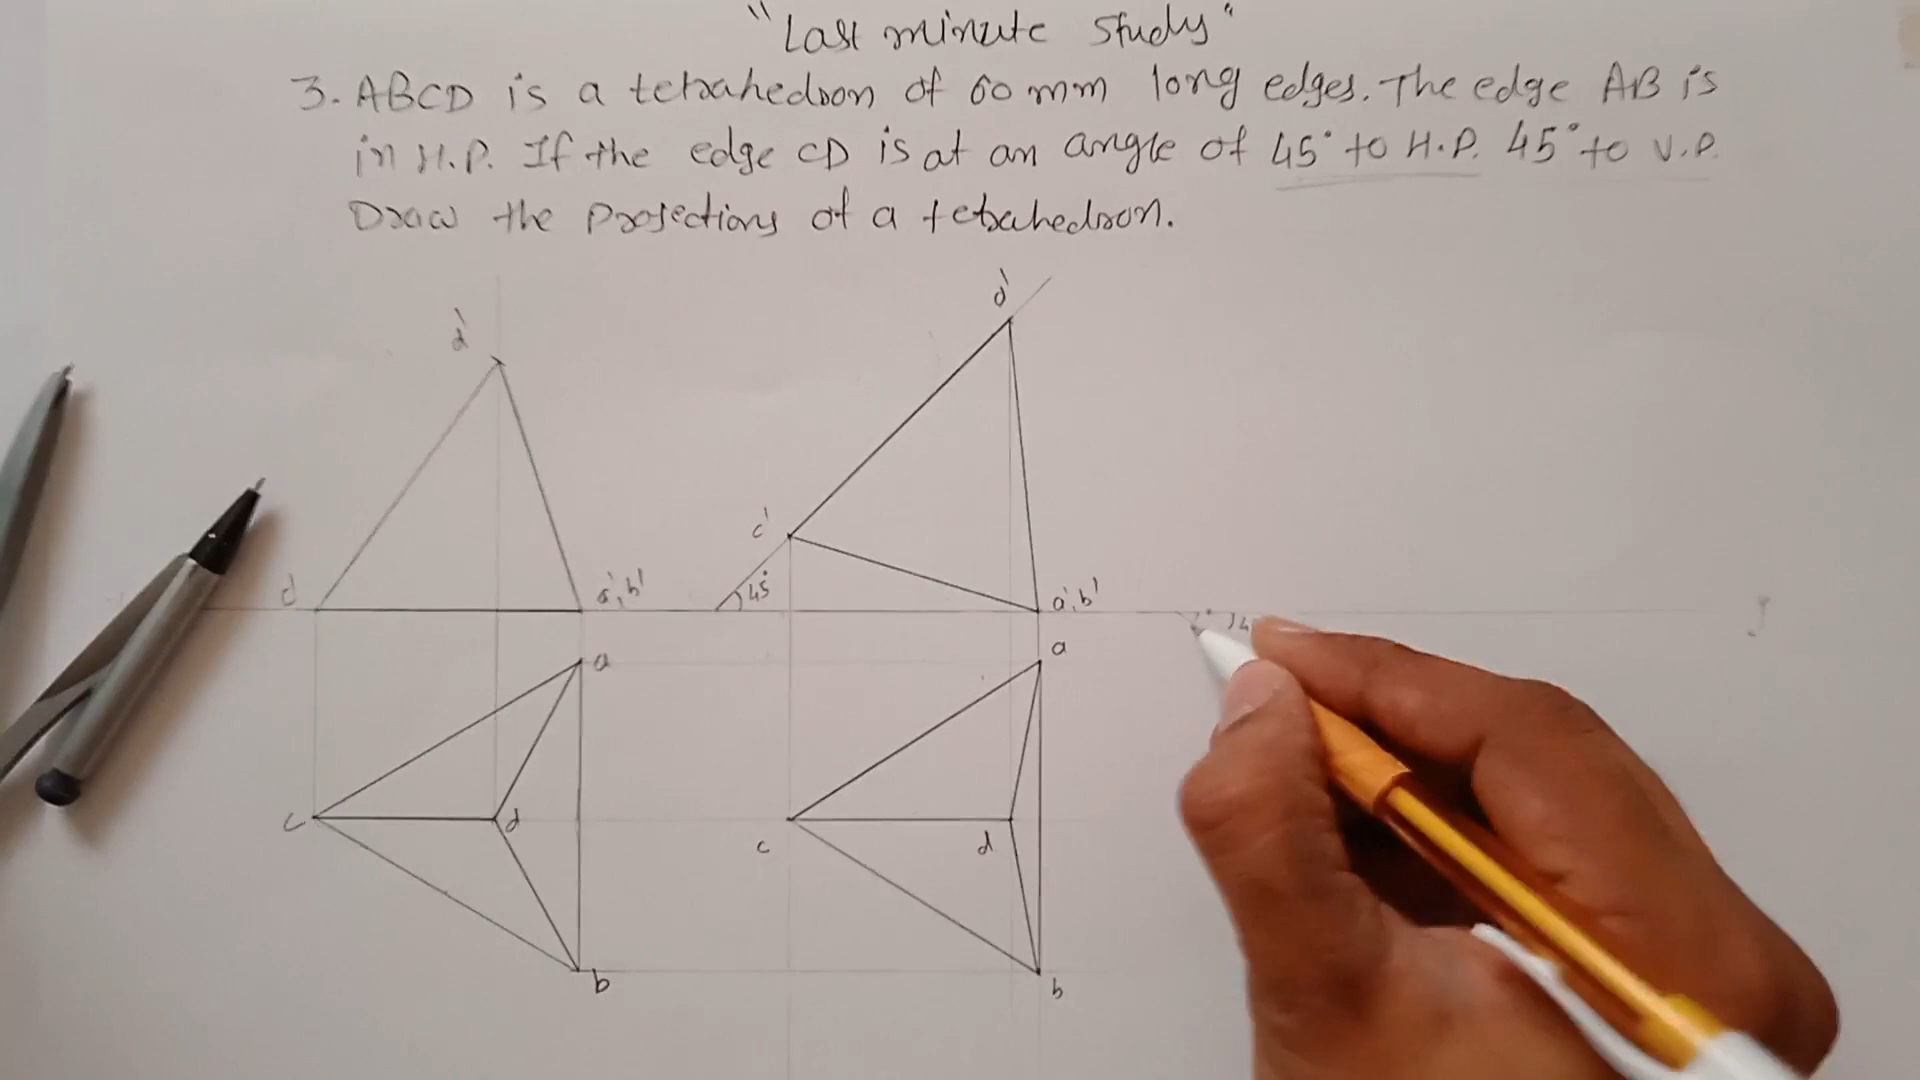 "Last minute study"
3. ABCD is a tetrahedron of 60 mm long edges. The edge AB is
in H.P. If the edge CD is at an angle of 45° to H.P. 45° to V.P.
Draw the Projections of a tetrahedron.
d'
d'
c'
45°
d
a', b'
a', b'
a
a
c
d
c
d
b
b